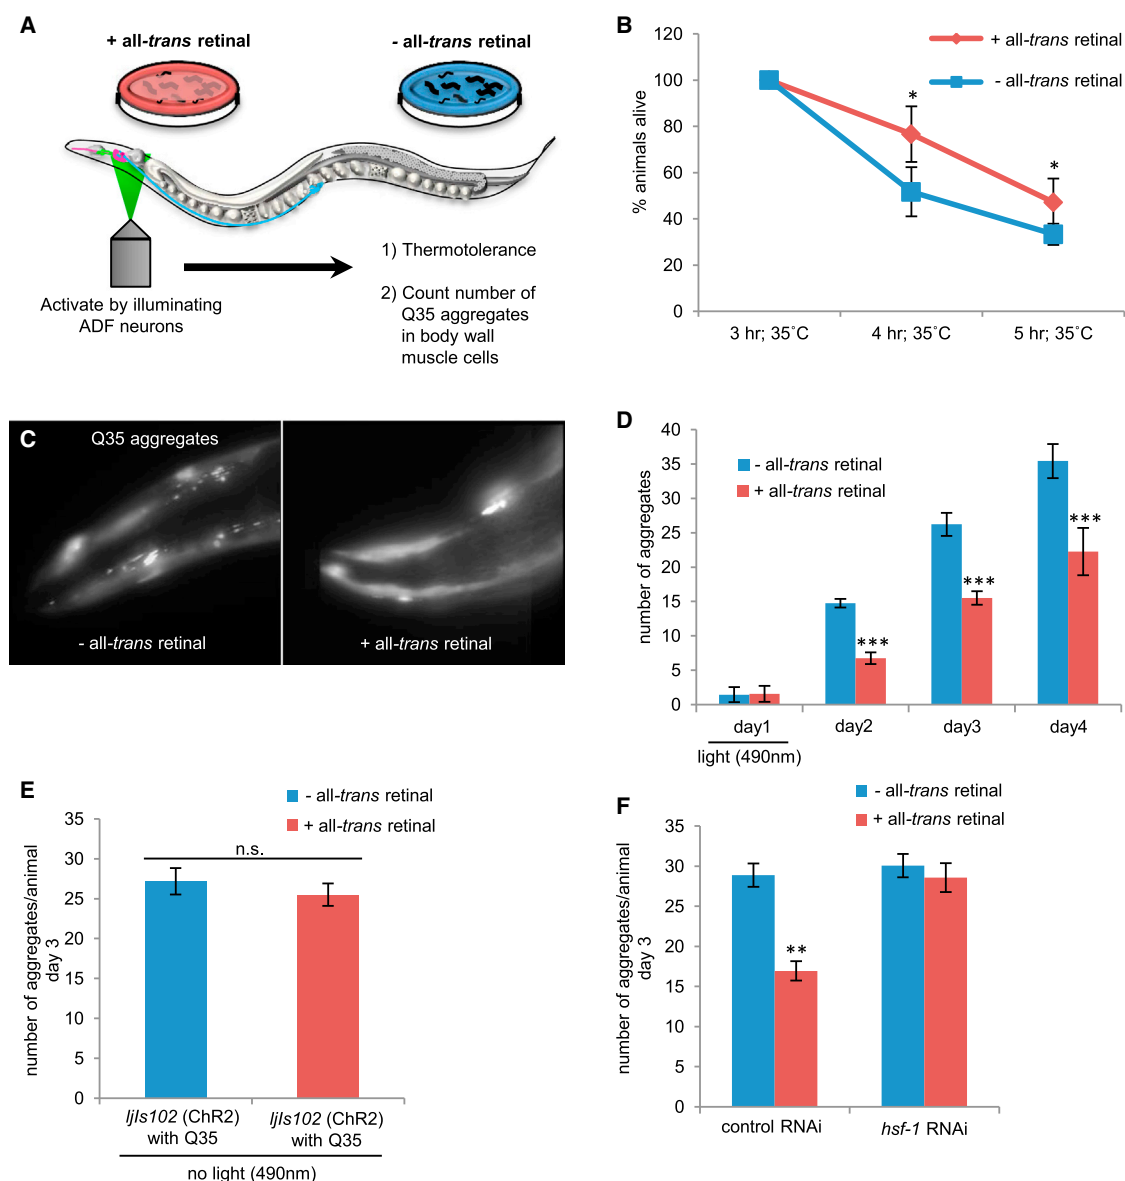 A
+ all-trans retinal
- all-trans retinal
Activate by illuminating
ADF neurons
1) Thermotolerance
2) Count number of
Q35 aggregates
in body wall
muscle cells
B
+ all-trans retinal
- all-trans retinal
% animals alive
120
100
80
60
40
20
0
*
*
3 hr; 35˚C
4 hr; 35˚C
5 hr; 35˚C
C
Q35 aggregates
- all-trans retinal
+ all-trans retinal
D
- all-trans retinal
+ all-trans retinal
number of aggregates
40
35
30
25
20
15
10
5
0
***
***
***
day1
day2
day3
day4
light (490nm)
E
- all-trans retinal
+ all-trans retinal
number of aggregates/animal
day 3
35
30
25
20
15
10
5
0
n.s.
ljIs102 (ChR2)
with Q35
ljIs102 (ChR2)
with Q35
no light (490nm)
F
- all-trans retinal
+ all-trans retinal
number of aggregates/animal
day 3
35
30
25
20
15
10
5
0
**
control RNAi
hsf-1 RNAi